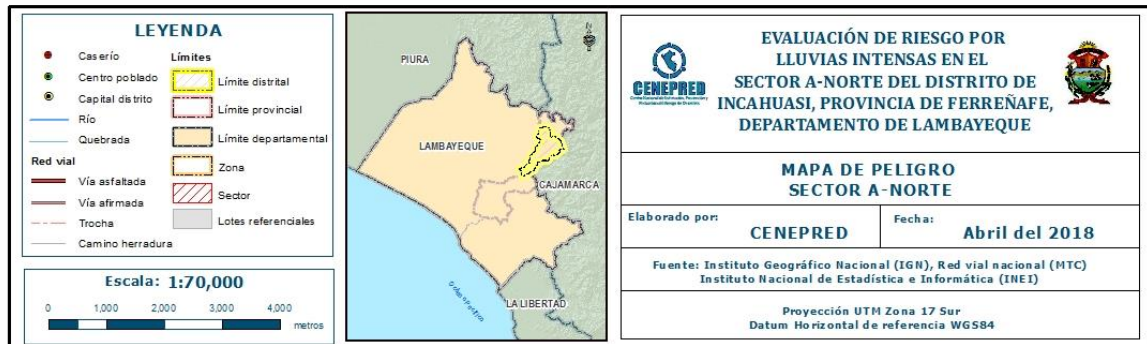 LEYENDA
Caserío
Centro poblado
Capital distrito
Río
Quebrada
Red vial
Vía asfaltada
Vía afirmada
Trocha
Camino herradura
Límites
Límite distrital
Límite provincial
Límite departamental
Zona
Sector
Lotes referenciales
Escala: 1:70,000
0 1,000 2,000 3,000 4,000
metros
PIURA
LAMBAYEQUE
CAJAMARCA
LA LIBERTAD
CENEPRED
EVALUACIÓN DE RIESGO POR
LLUVIAS INTENSAS EN EL
SECTOR A-NORTE DEL DISTRITO DE
INCAHUASI, PROVINCIA DE FERREÑAFE,
DEPARTAMENTO DE LAMBAYEQUE
MAPA DE PELIGRO
SECTOR A-NORTE
Elaborado por:
CENEPRED
Fecha:
Abril del 2018
Fuente: Instituto Geográfico Nacional (IGN), Red vial nacional (MTC)
Instituto Nacional de Estadística e Informática (INEI)
Proyección UTM Zona 17 Sur
Datum Horizontal de referencia WGS84